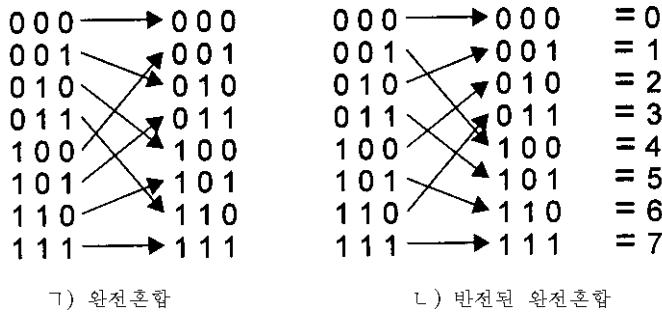 000 000 000 000 = 0
001 001 001 001 = 1
010 010 010 010 = 2
011 011 011 011 = 3
100 100 100 100 = 4
101 101 101 101 = 5
110 110 110 110 = 6
111 111 111 111 = 7
ㄱ) 완전혼합 ㄴ) 반전된 완전혼합